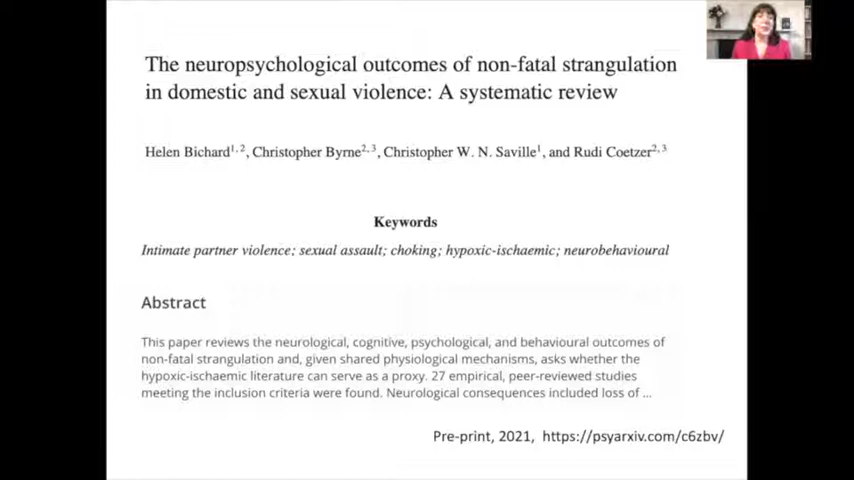 The neuropsychological outcomes of non-fatal strangulation
in domestic and sexual violence: A systematic review
Helen Bichard1,2, Christopher Byrne2,3, Christopher W. N. Saville1, and Rudi Coetzer2,3
Keywords
Intimate partner violence; sexual assault; choking; hypoxic-ischaemic; neurobehavioural
Abstract
This paper reviews the neurological, cognitive, psychological, and behavioural outcomes of
non-fatal strangulation and, given shared physiological mechanisms, asks whether the
hypoxic-ischaemic literature can serve as a proxy. 27 empirical, peer-reviewed studies
meeting the inclusion criteria were found. Neurological consequences included loss of ...
Pre-print, 2021, https://psyarxiv.com/c6zbv/